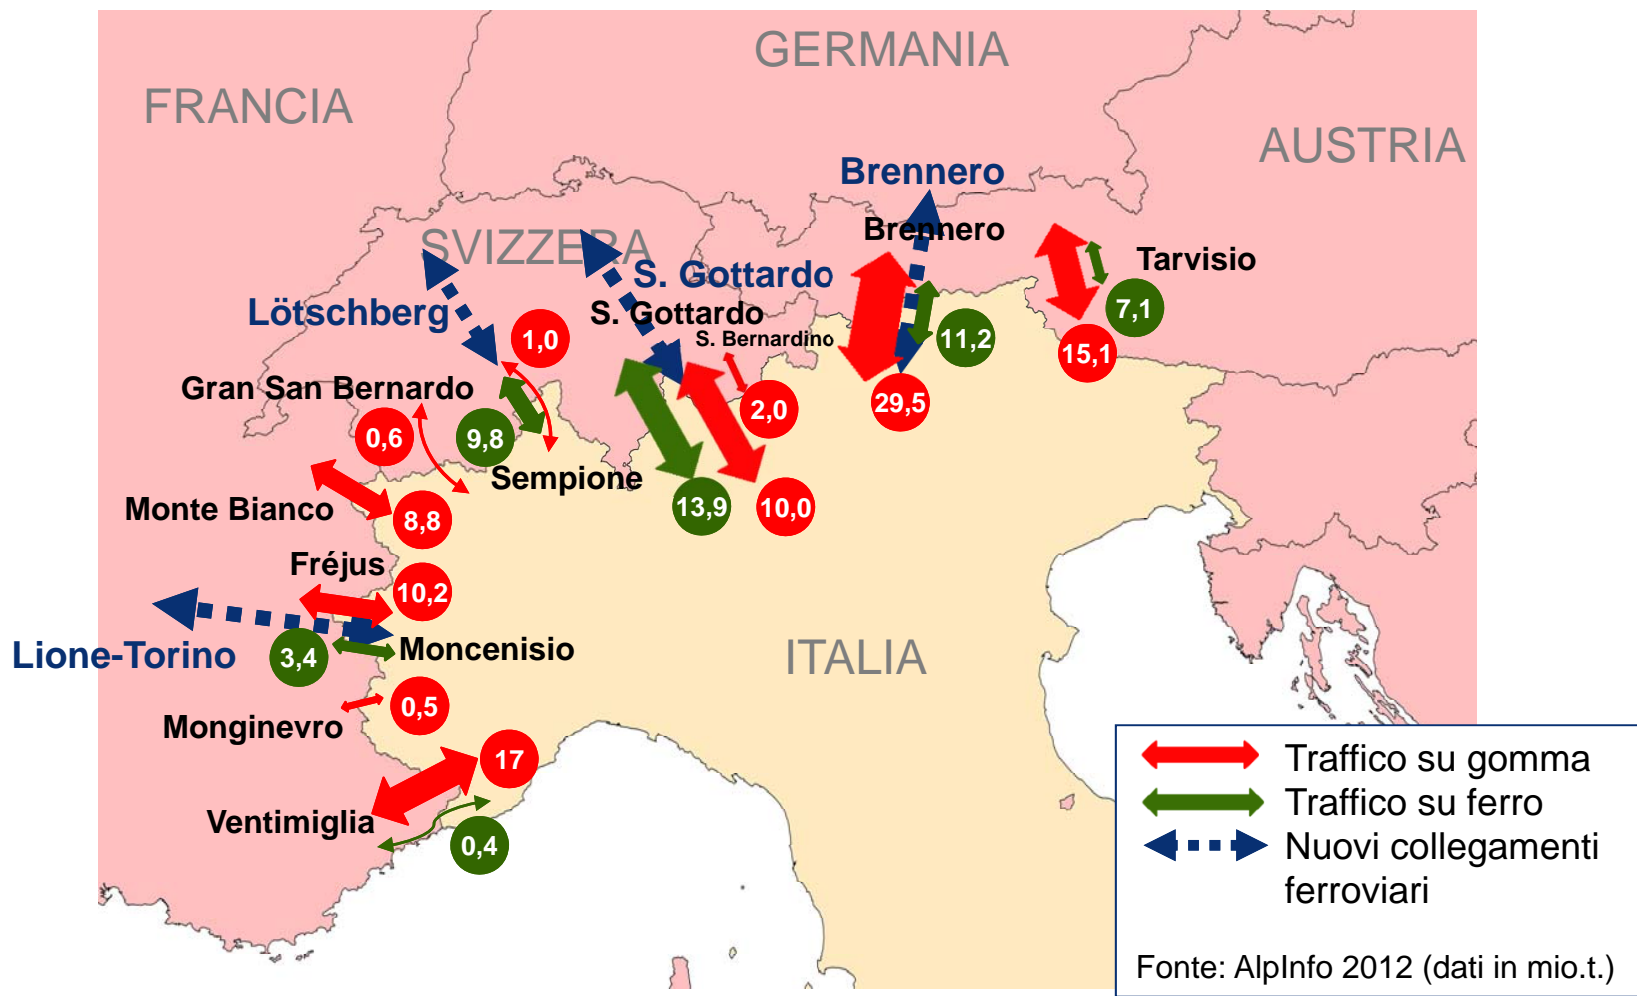 GERMANIA
FRANCIA
AUSTRIA
Brennero
Brennero
SVIZZERA
Tarvisio
S. Gottardo
Lötschberg
S. Gottardo
7,1
1,0
S. Bernardino
11,2
15,1
Gran San Bernardo
29,5
2,0
0,6
9,8
Sempione
Monte Bianco
13,9
10,0
8,8
Fréjus
10,2
Lione-Torino
3,4
Moncenisio
ITALIA
0,5
Monginevro
17
Ventimiglia
0,4
Traffico su gomma
Traffico su ferro
Nuovi collegamenti
ferroviari
Fonte: AlpInfo 2012 (dati in mio.t.)